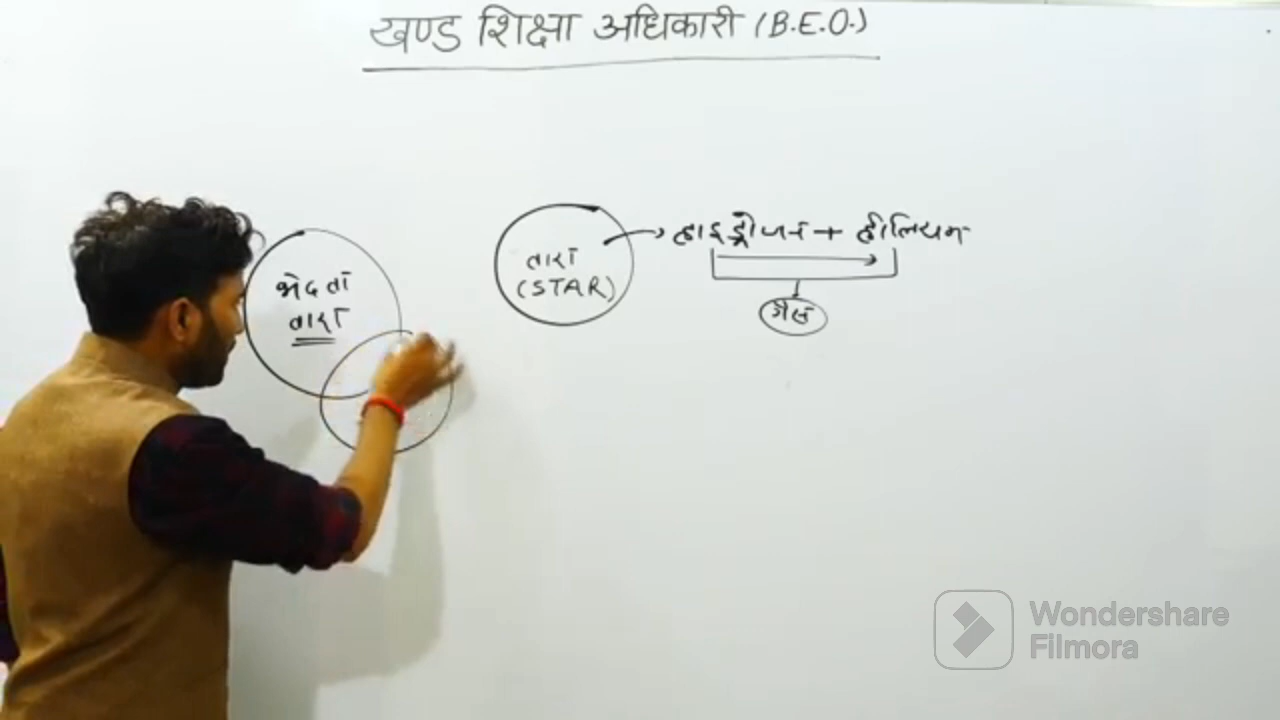 खण्ड शिक्षा अधिकारी (B.E.O.)
तारा
(STAR)
हाइड्रोजन + हीलियम
गैस
तारा
Wondershare
Filmora